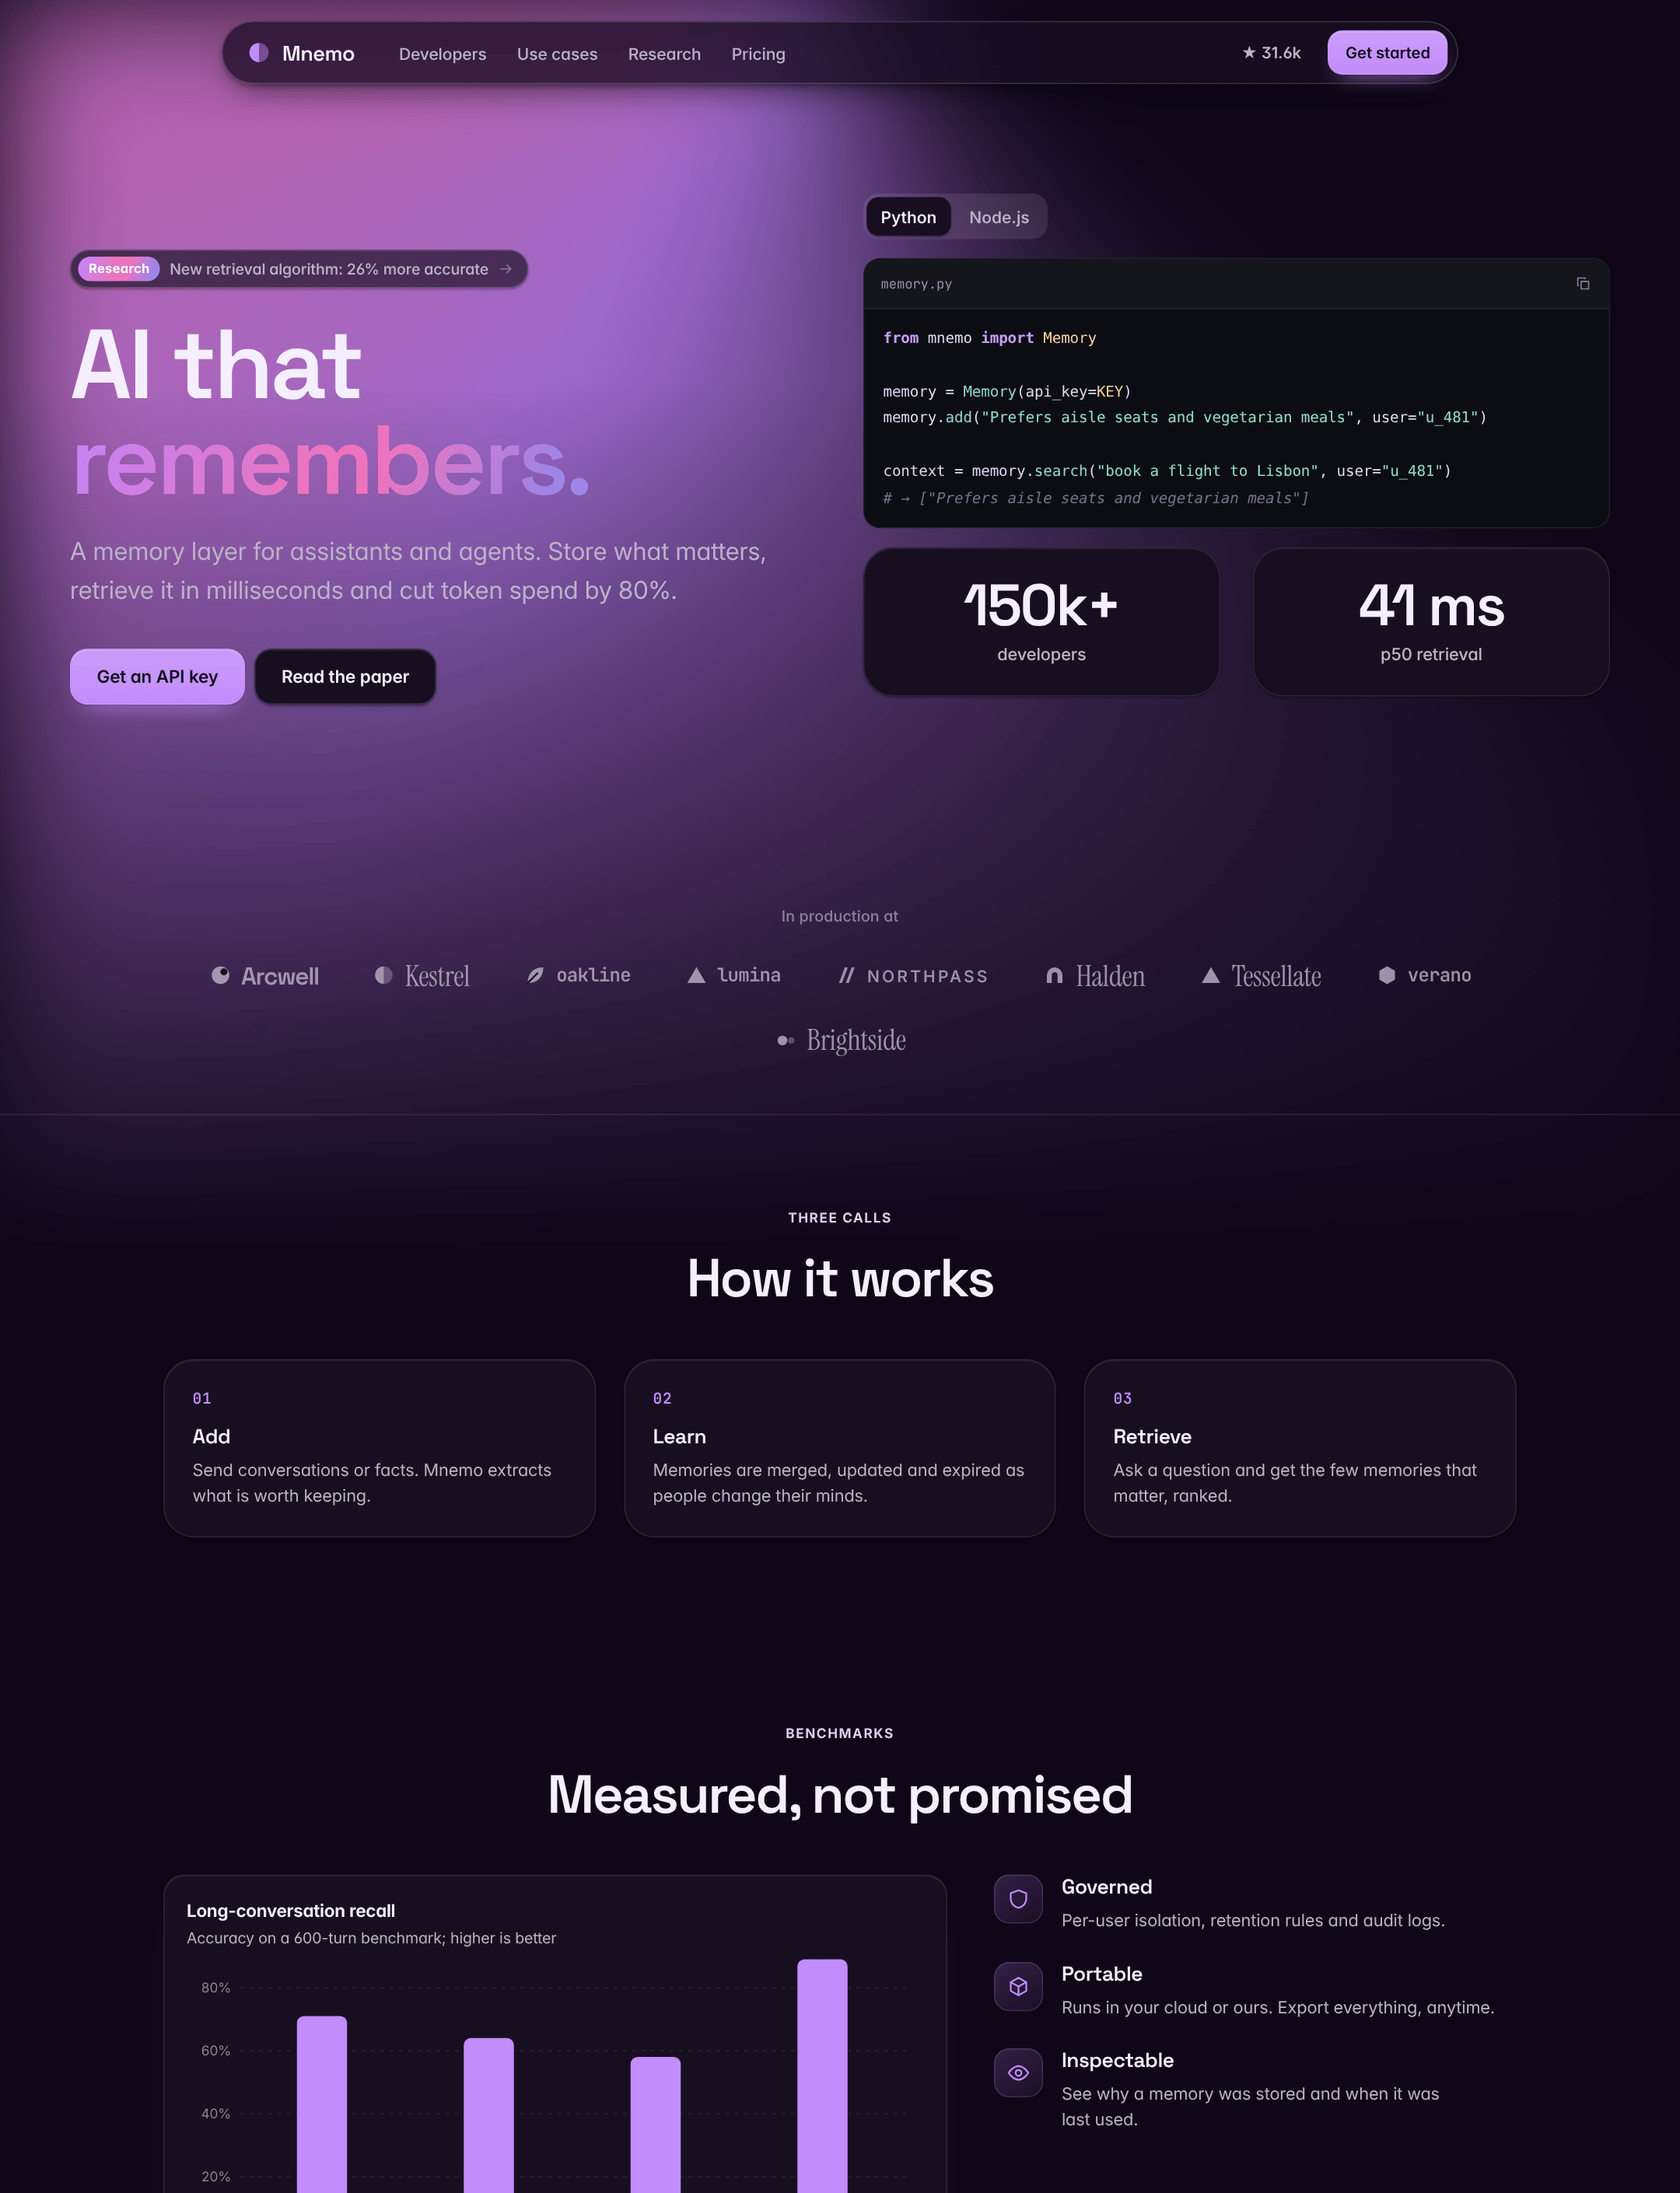 Mnemo
Developers
Use cases
Research
Pricing
★ 31.6k
Get started
Research New retrieval algorithm: 26% more accurate →
AI that
remembers.
A memory layer for assistants and agents. Store what matters,
retrieve it in milliseconds and cut token spend by 80%.
Get an API key
Read the paper
Python
Node.js
memory.py
from mnemo import Memory
memory = Memory(api_key=KEY)
memory.add("Prefers aisle seats and vegetarian meals", user="u_481")
context = memory.search("book a flight to Lisbon", user="u_481")
# → ["Prefers aisle seats and vegetarian meals"]
150k+
developers
41 ms
p50 retrieval
In production at
Arcwell
Kestrel
oakline
lumina
NORTHPASS
Halden
Tessellate
verano
Brightside
THREE CALLS
How it works
01
Add
Send conversations or facts. Mnemo extracts
what is worth keeping.
02
Learn
Memories are merged, updated and expired as
people change their minds.
03
Retrieve
Ask a question and get the few memories that
matter, ranked.
BENCHMARKS
Measured, not promised
Long-conversation recall
Accuracy on a 600-turn benchmark; higher is better
80%
60%
40%
20%
Governed
Per-user isolation, retention rules and audit logs.
Portable
Runs in your cloud or ours. Export everything, anytime.
Inspectable
See why a memory was stored and when it was
last used.